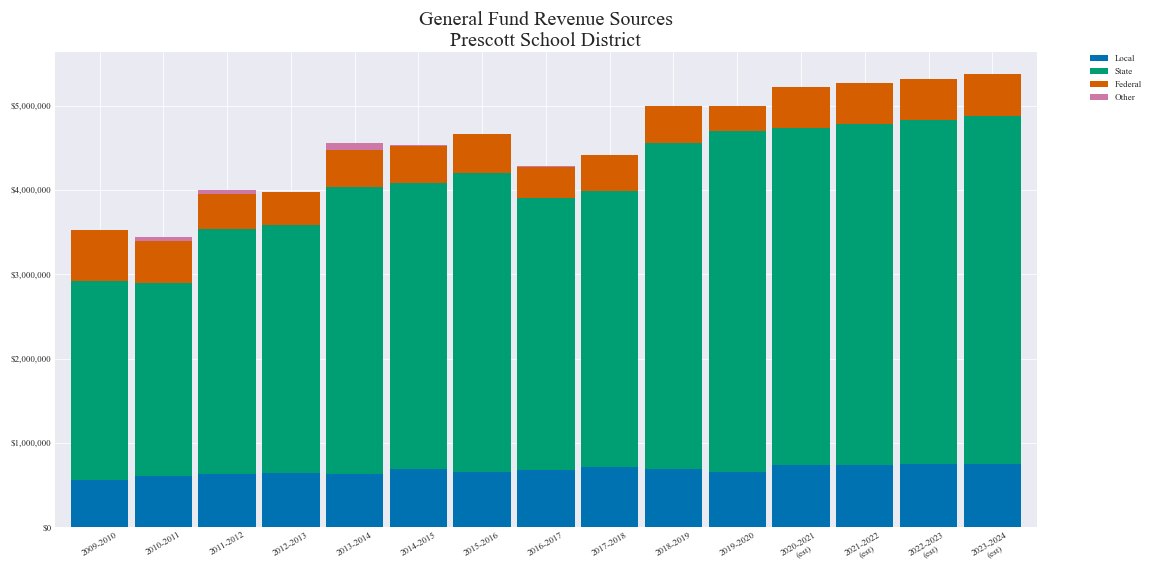 General Fund Revenue Sources
Prescott School District
Local
State
Federal
Other
$5,000,000
$4,000,000
$3,000,000
$2,000,000
$1,000,000
$0
2009-2010
2010-2011
2011-2012
2012-2013
2013-2014
2014-2015
2015-2016
2016-2017
2017-2018
2018-2019
2019-2020
2020-2021
(est)
2021-2022
(est)
2022-2023
(est)
2023-2024
(est)